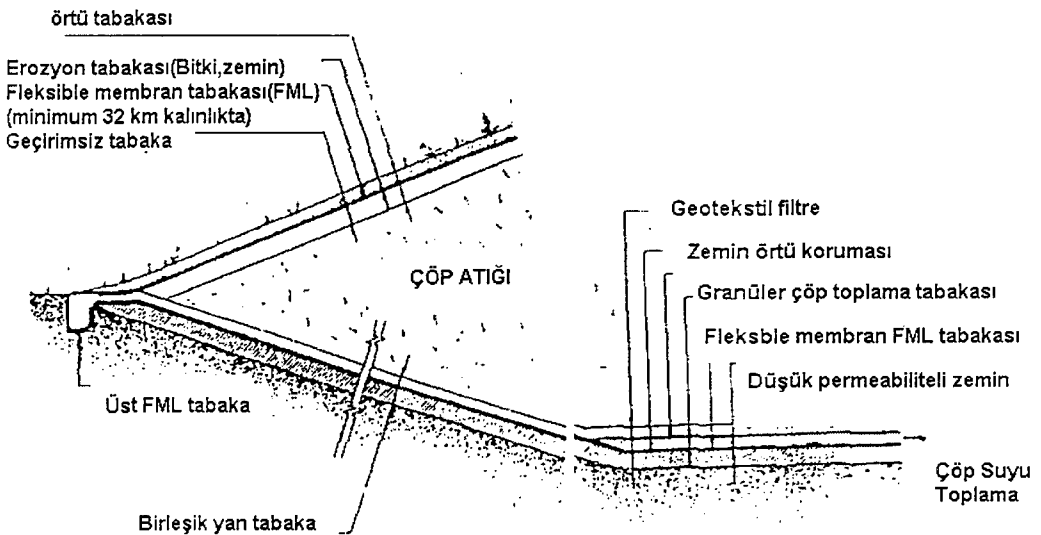 örtü tabakası
Erozyon tabakası(Bitki,zemin)
Fleksible membran tabakası(FML)
(minimum 32 km kalınlıkta)
Geçirimsiz tabaka
ÇÖP ATIĞI
Geotekstil filtre
Zemin örtü koruması
Granüler çöp toplama tabakası
Fleksble membran FML tabakası
Düşük permeabiliteli zemin
Üst FML tabaka
Birleşik yan tabaka
Çöp Suyu
Toplama